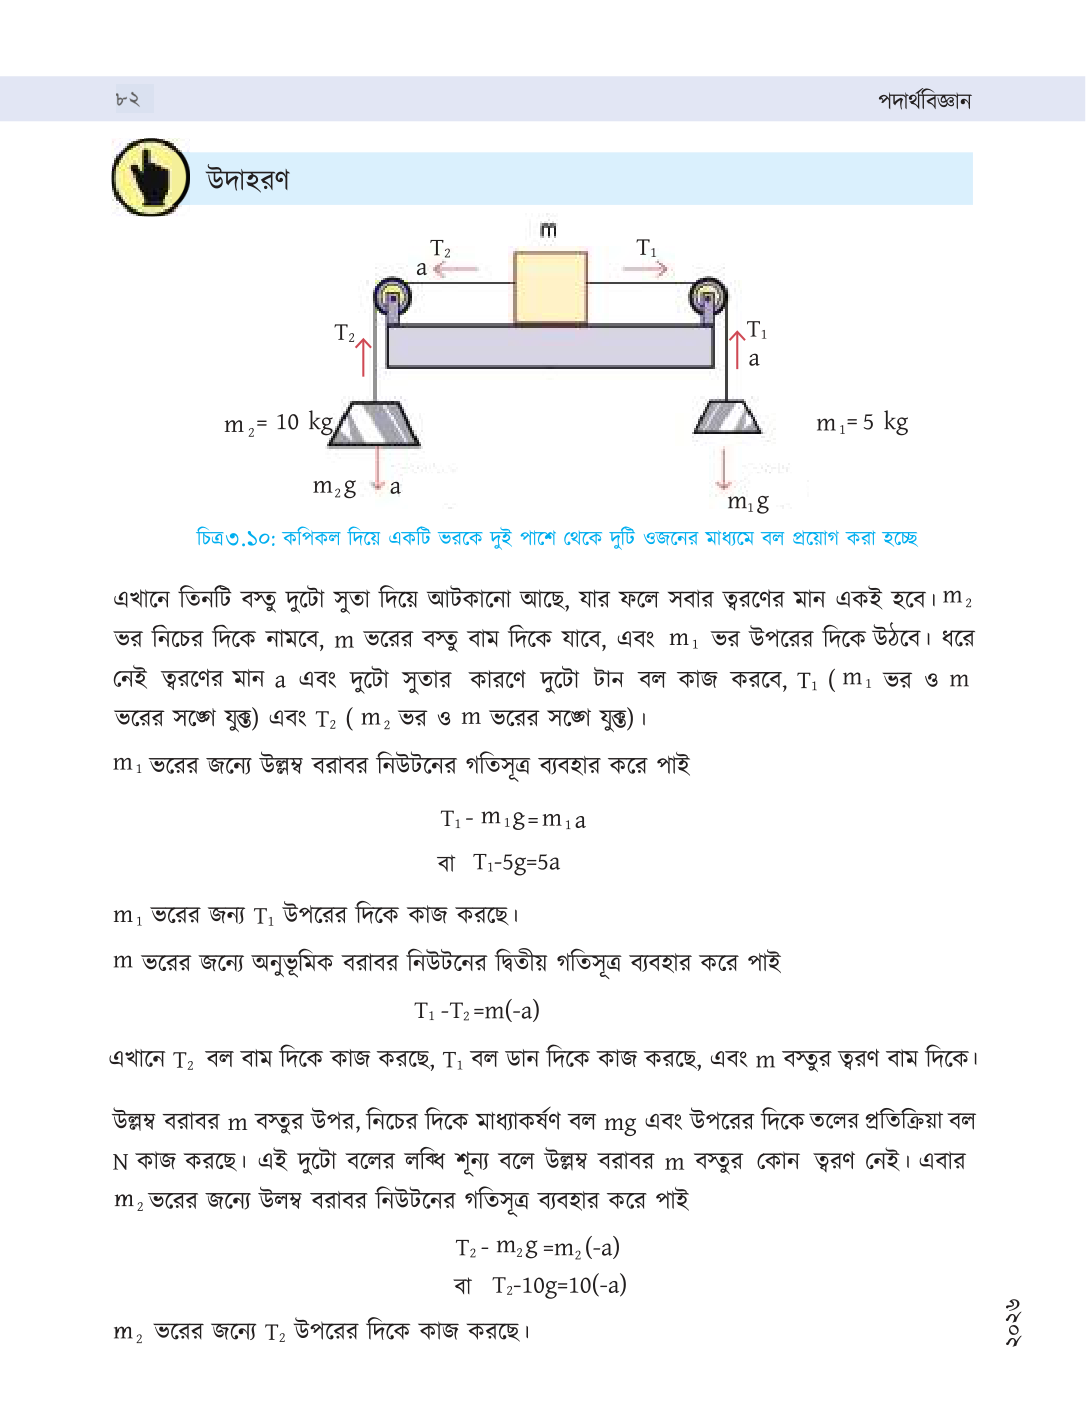 ৮২
পদার্থবিজ্ঞান
উদাহরণ
m
T₂
T₁
a
T₂
T₁
a
m₂= 10 kg
m₁= 5 kg
m₂g
a
m₁g
চিত্র৩.১০: কপিকল দিয়ে একটি ভরকে দুই পাশে থেকে দুটি ওজনের মাধ্যমে বল প্রয়োগ করা হচ্ছে
এখানে তিনটি বস্তু দুটো সুতা দিয়ে আটকানো আছে, যার ফলে সবার ত্বরণের মান একই হবে। m₂
ভর নিচের দিকে নামবে, m ভরের বস্তু বাম দিকে যাবে, এবং m₁ ভর উপরের দিকে উঠবে। ধরে
নেই ত্বরণের মান a এবং দুটো সুতার কারণে দুটো টান বল কাজ করবে, T₁ ( m₁ ভর ও m
ভরের সঙ্গে যুক্ত) এবং T₂ ( m₂ ভর ও m ভরের সঙ্গে যুক্ত)।
m₁ ভরের জন্যে উল্লম্ব বরাবর নিউটনের গতিসূত্র ব্যবহার করে পাই
T₁ - m₁g=m₁a
বা T₁-5g=5a
m₁ ভরের জন্য T₁ উপরের দিকে কাজ করছে।
m ভরের জন্যে অনুভূমিক বরাবর নিউটনের দ্বিতীয় গতিসূত্র ব্যবহার করে পাই
T₁ -T₂=m(-a)
এখানে T₂ বল বাম দিকে কাজ করছে, T₁ বল ডান দিকে কাজ করছে, এবং m বস্তুর ত্বরণ বাম দিকে।
উল্লম্ব বরাবর m বস্তুর উপর, নিচের দিকে মাধ্যাকর্ষণ বল mg এবং উপরের দিকে তলের প্রতিক্রিয়া বল
N কাজ করছে। এই দুটো বলের লব্ধি শূন্য বলে উল্লম্ব বরাবর m বস্তুর কোন ত্বরণ নেই। এবার
m₂ ভরের জন্যে উলম্ব বরাবর নিউটনের গতিসূত্র ব্যবহার করে পাই
T₂ - m₂g =m₂(-a)
বা T₂-10g=10(-a)
m₂ ভরের জন্যে T₂ উপরের দিকে কাজ করছে।
২০২৬